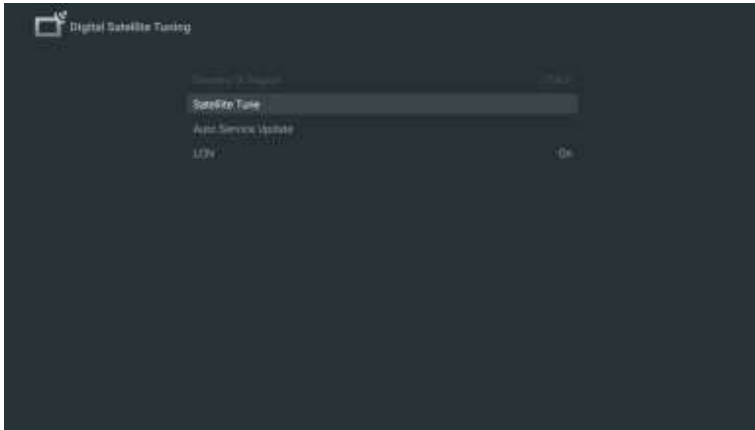 Digital Satellite Tuning
Satellite Tune
Auto Service Update
LCN On